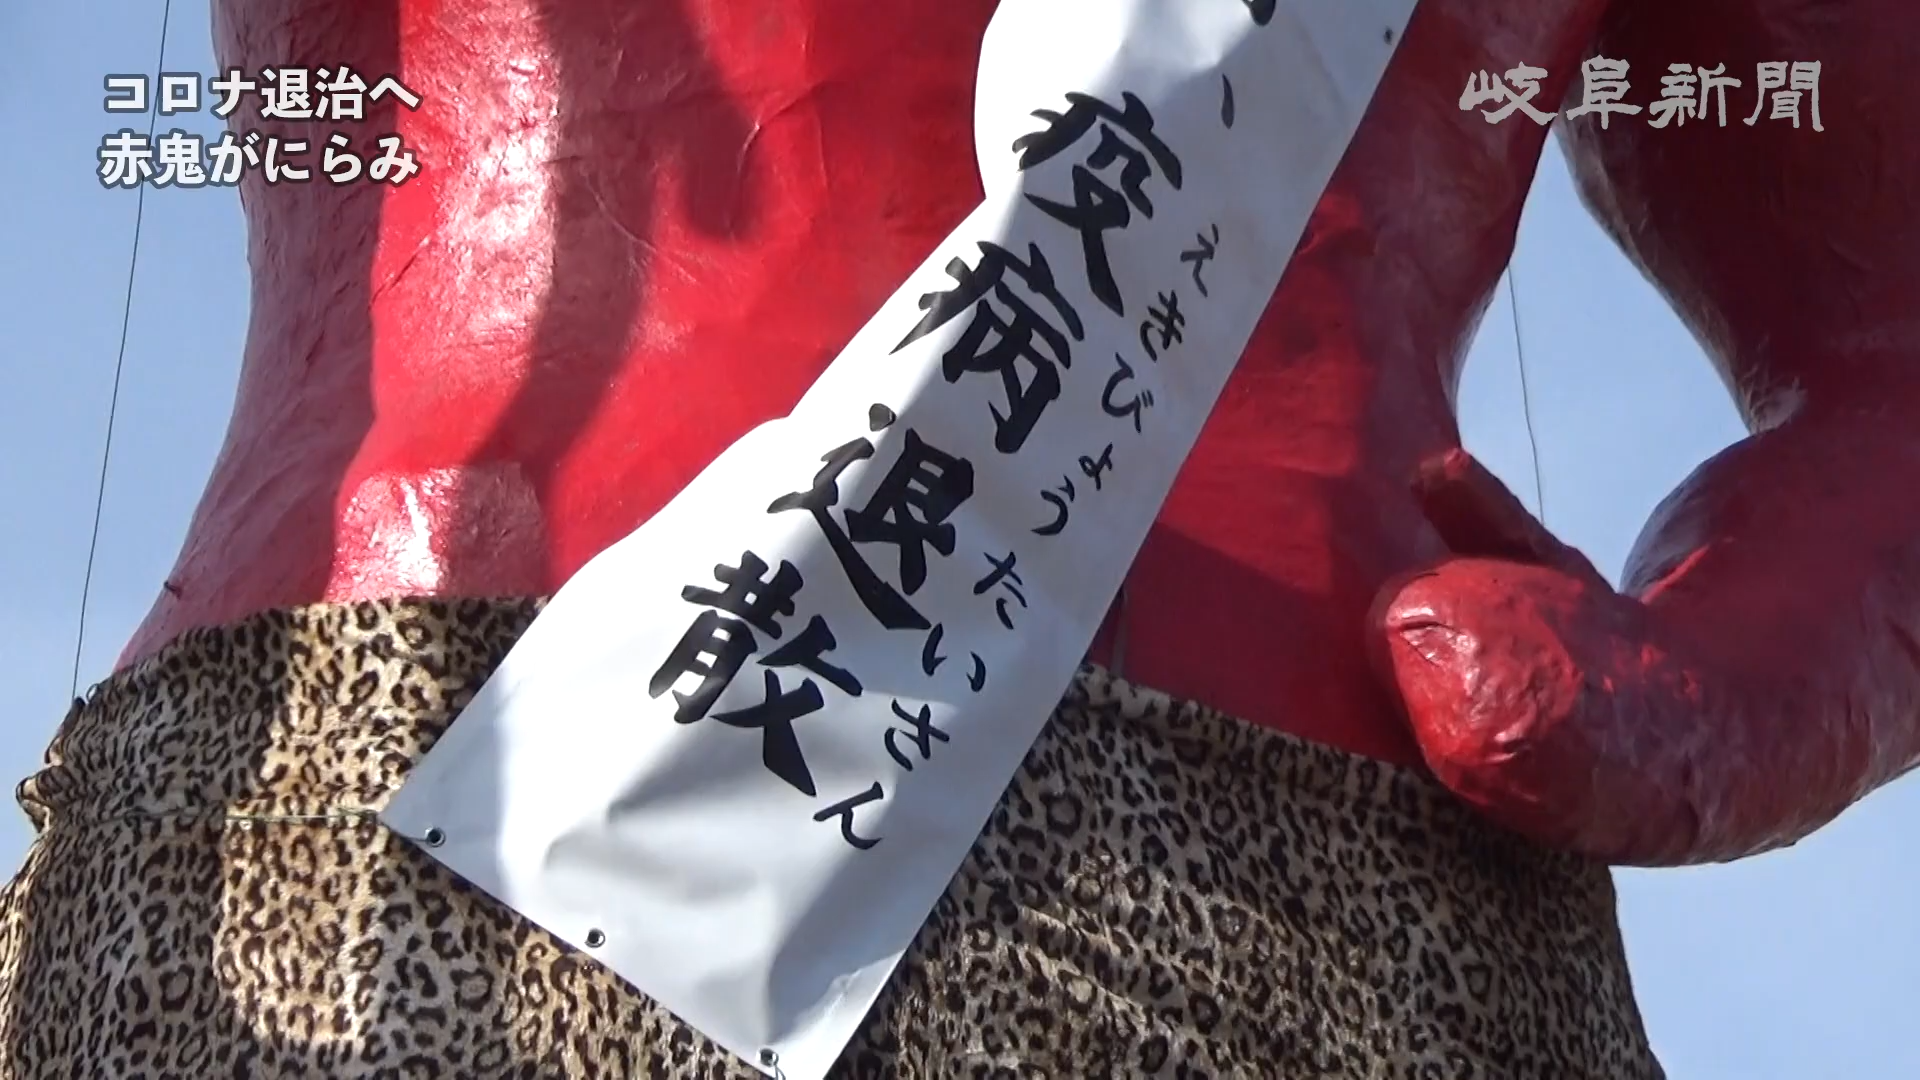 コロナ退治へ
赤鬼がにらみ
岐阜新聞
疫病退散
えきびょうたいさん